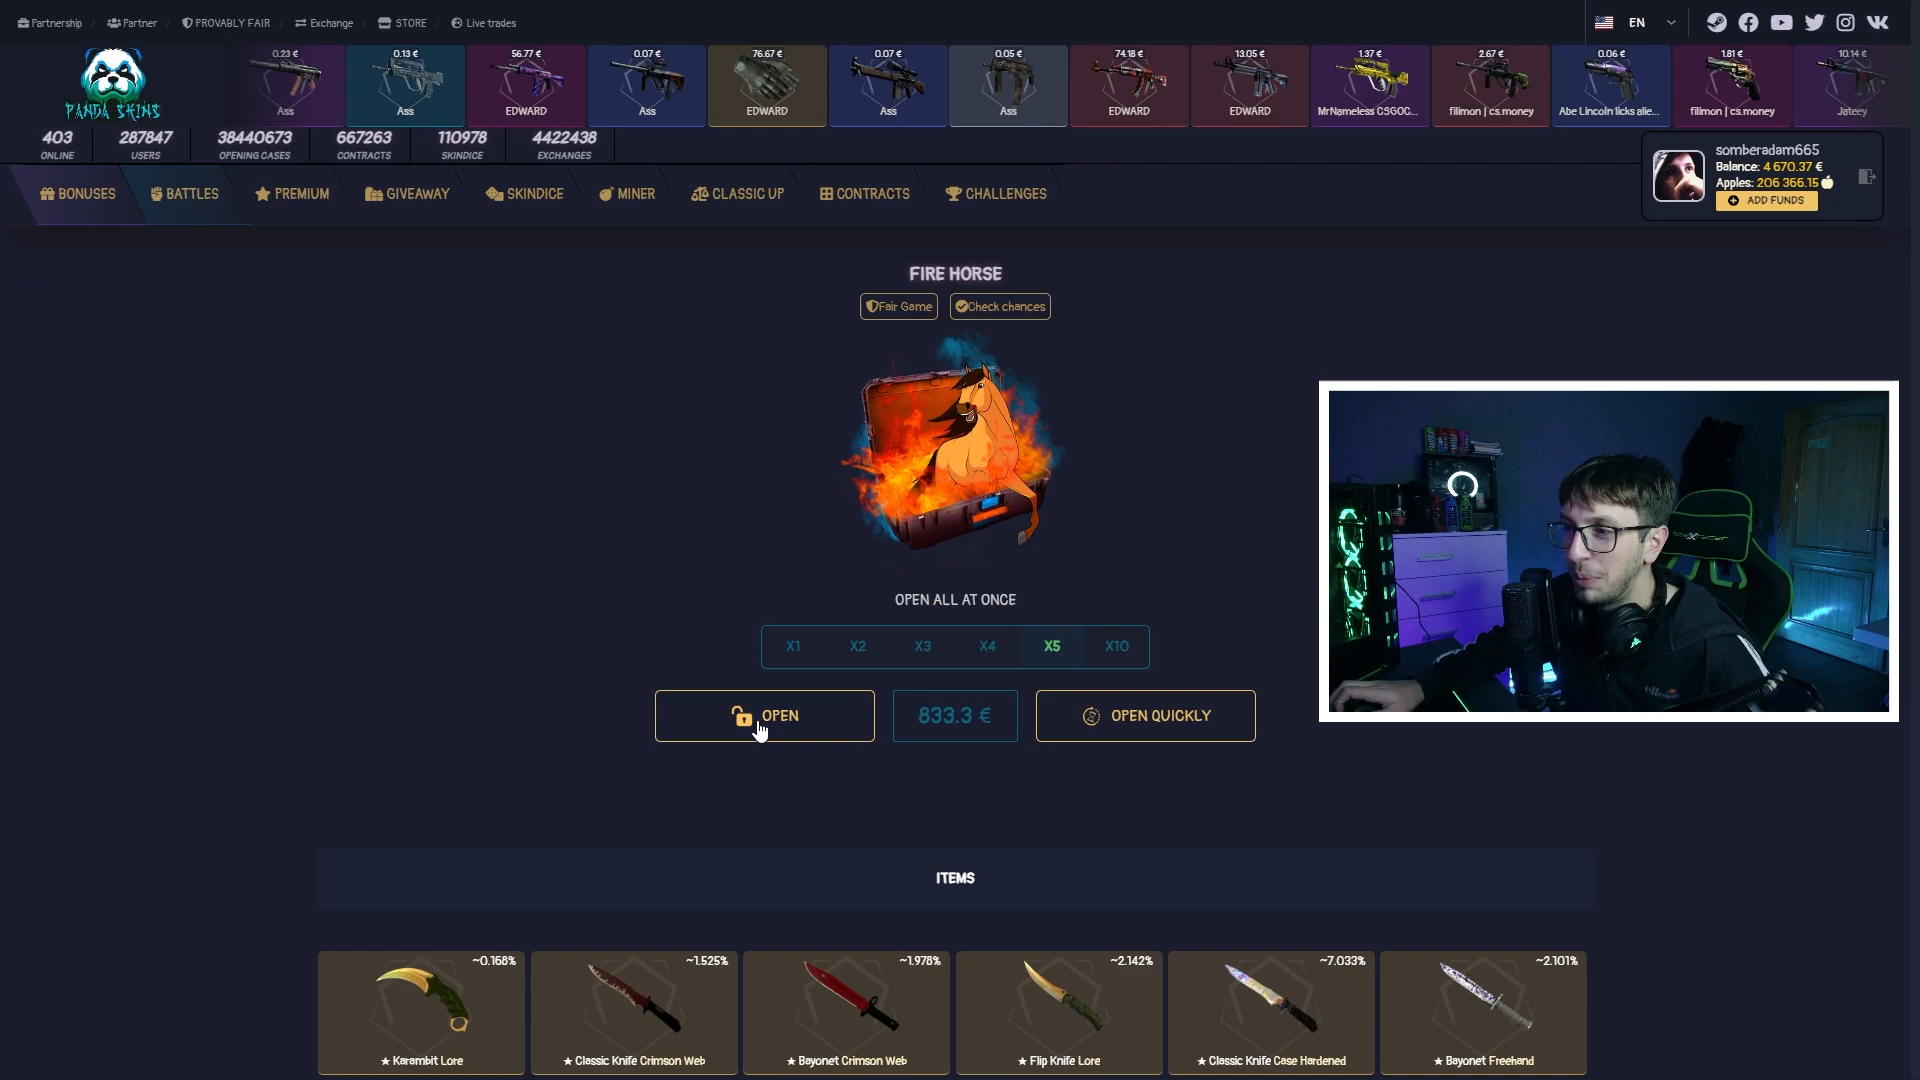 Partnership / Partner / PROVABLY FAIR / Exchange / STORE / Live trades
EN
PANDA SKINS
0.23 € 0.13 € 56.77 € 0.07 € 76.67 € 0.07 € 0.05 € 74.18 € 13.05 € 1.37 € 2.67 € 0.06 € 1.81 € 10.14 €
Ass Ass EDWARD Ass EDWARD Ass Ass EDWARD EDWARD MrNameless CSGOC... filimon | cs.money Abe Lincoln licks alie... filimon | cs.money Jateey
403 287847 38440673 667263 110978 4422438
ONLINE USERS OPENING CASES CONTRACTS SKINDICE EXCHANGES
BONUSES BATTLES PREMIUM GIVEAWAY SKINDICE MINER CLASSIC UP CONTRACTS CHALLENGES
somberadam665
Balance: 4 670.37 €
Apples: 206 366.15
ADD FUNDS
FIRE HORSE
Fair Game Check chances
OPEN ALL AT ONCE
X1 X2 X3 X4 X5 X10
OPEN 833.3 € OPEN QUICKLY
ITEMS
~0.168% ~1.525% ~1.978% ~2.142% ~7.033% ~2.101%
★ Karambit Lore ★ Classic Knife Crimson Web ★ Bayonet Crimson Web ★ Flip Knife Lore ★ Classic Knife Case Hardened ★ Bayonet Freehand